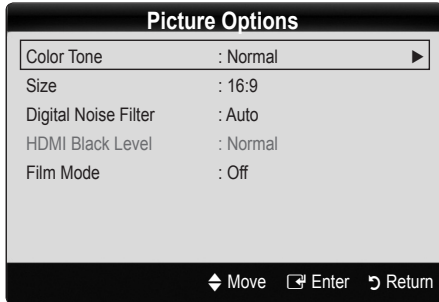 Picture Options
Color Tone : Normal ►
Size : 16:9
Digital Noise Filter : Auto
HDMI Black Level : Normal
Film Mode : Off
Move Enter Return